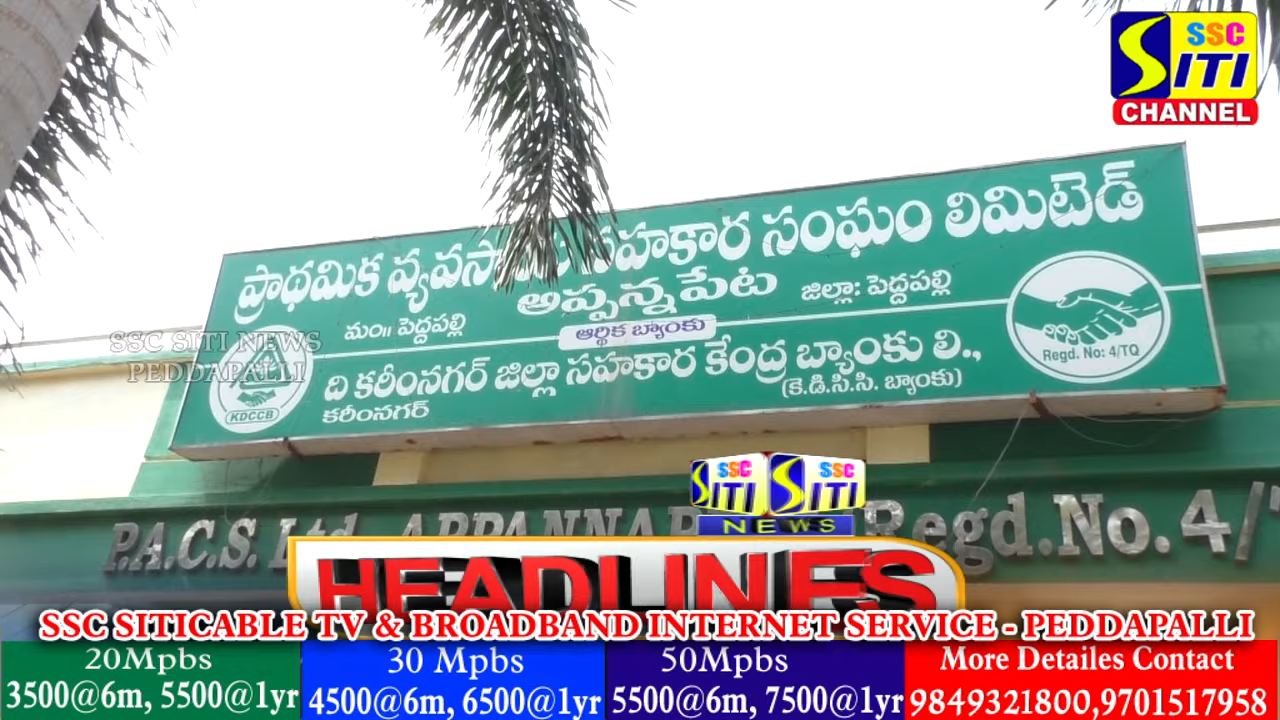 SSC
SITI
CHANNEL
ప్రాథమిక వ్యవసాయ సహకార సంఘం లిమిటెడ్
అప్పన్నపేట
మం॥ పెద్దపల్లి
జిల్లా: పెద్దపల్లి
ఆర్థిక బ్యాంకు
ది కరీంనగర్ జిల్లా సహకార కేంద్ర బ్యాంకు లి.,
కరీంనగర్
(కె.డి.సి.సి. బ్యాంకు)
KDCCB
Regd. No: 4/TQ
SSC SITI NEWS
PEDDAPALLI
P.A.C.S. Ltd. Regd.No. 4/
SSC SITI SSC SITI
NEWS
HEADLINES
SSC SITICABLE TV & BROADBAND INTERNET SERVICE - PEDDAPALLI
20Mpbs
3500@6m, 5500@1yr
30 Mpbs
4500@6m, 6500@1yr
50Mpbs
5500@6m, 7500@1yr
More Detailes Contact
9849321800,9701517958